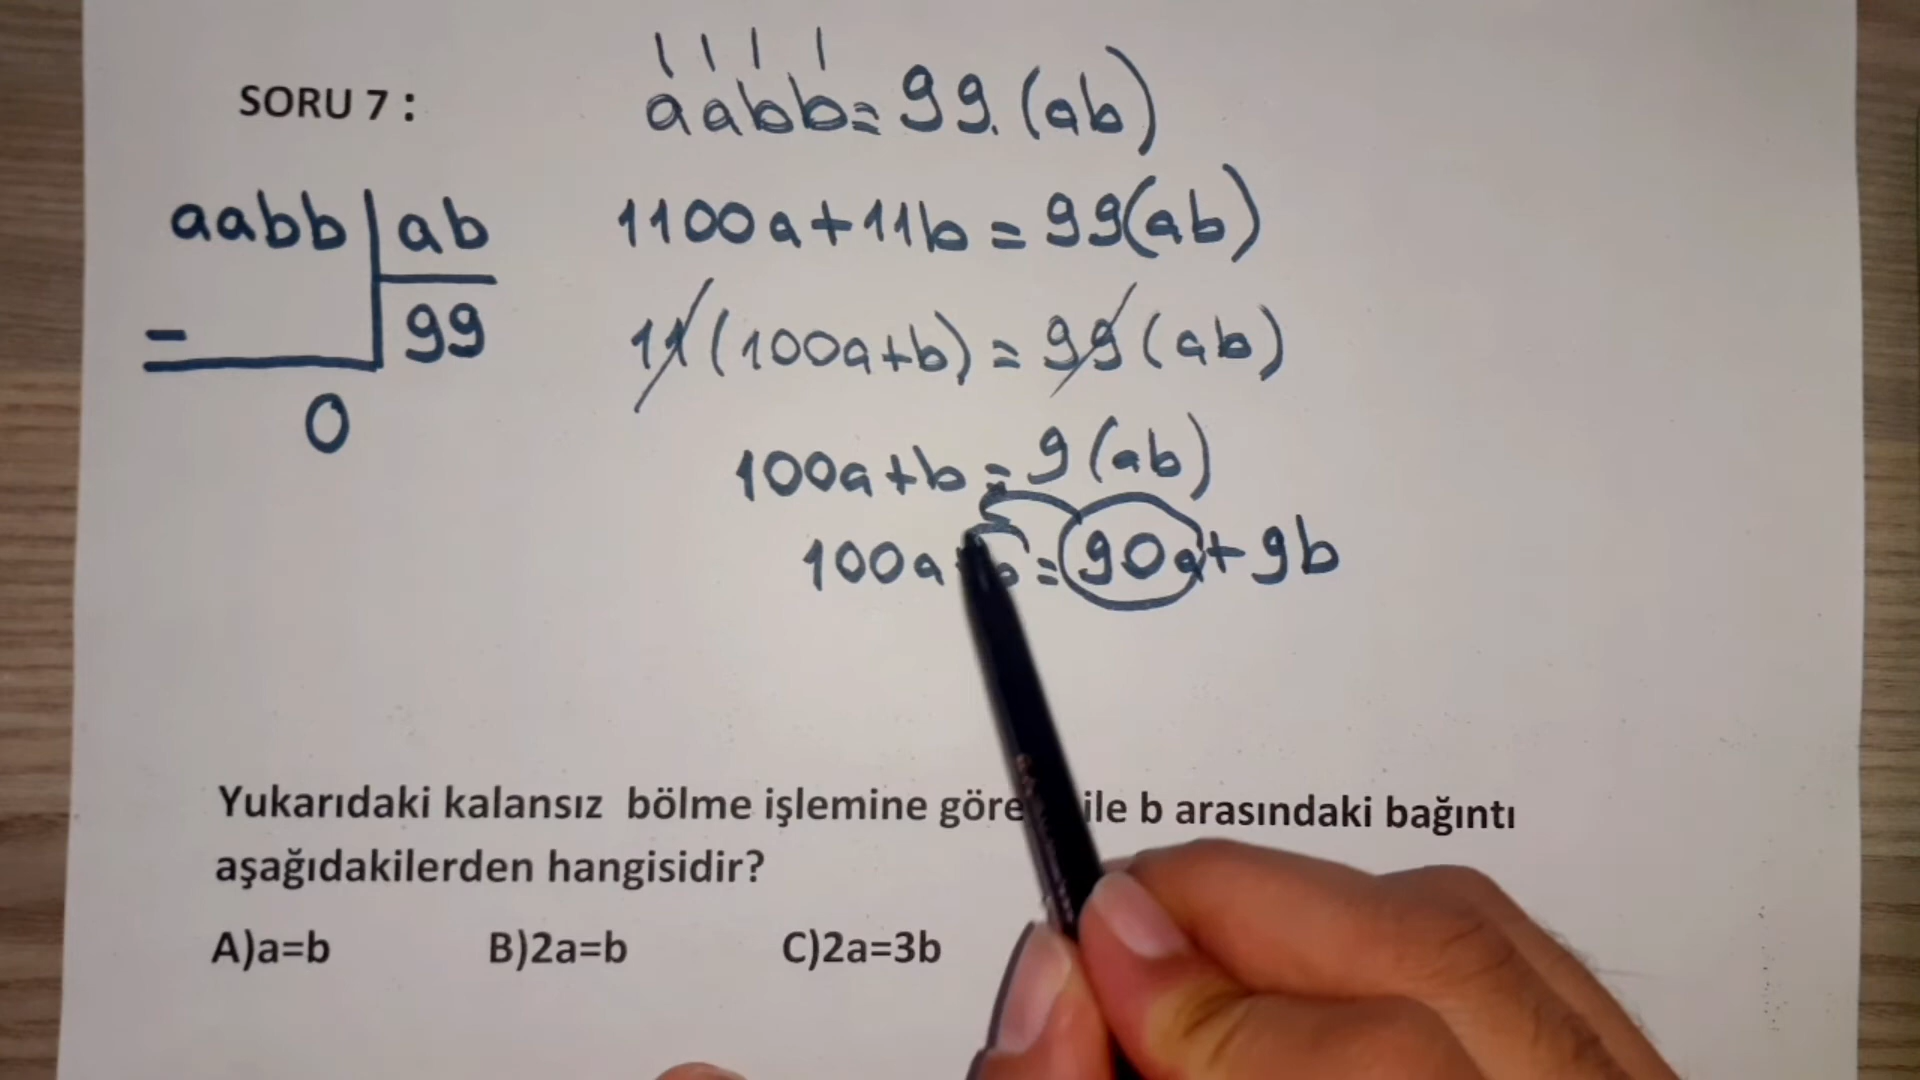 SORU 7 :
aabb = 99. (ab)
aabb | ab
99
0
1100a + 11b = 99(ab)
11 (100a+b) = 99 (ab)
100a+b = 9 (ab)
100a b = 90a + 9b
Yukarıdaki kalansız bölme işlemine göre ile b arasındaki bağıntı
aşağıdakilerden hangisidir?
A)a=b B)2a=b C)2a=3b